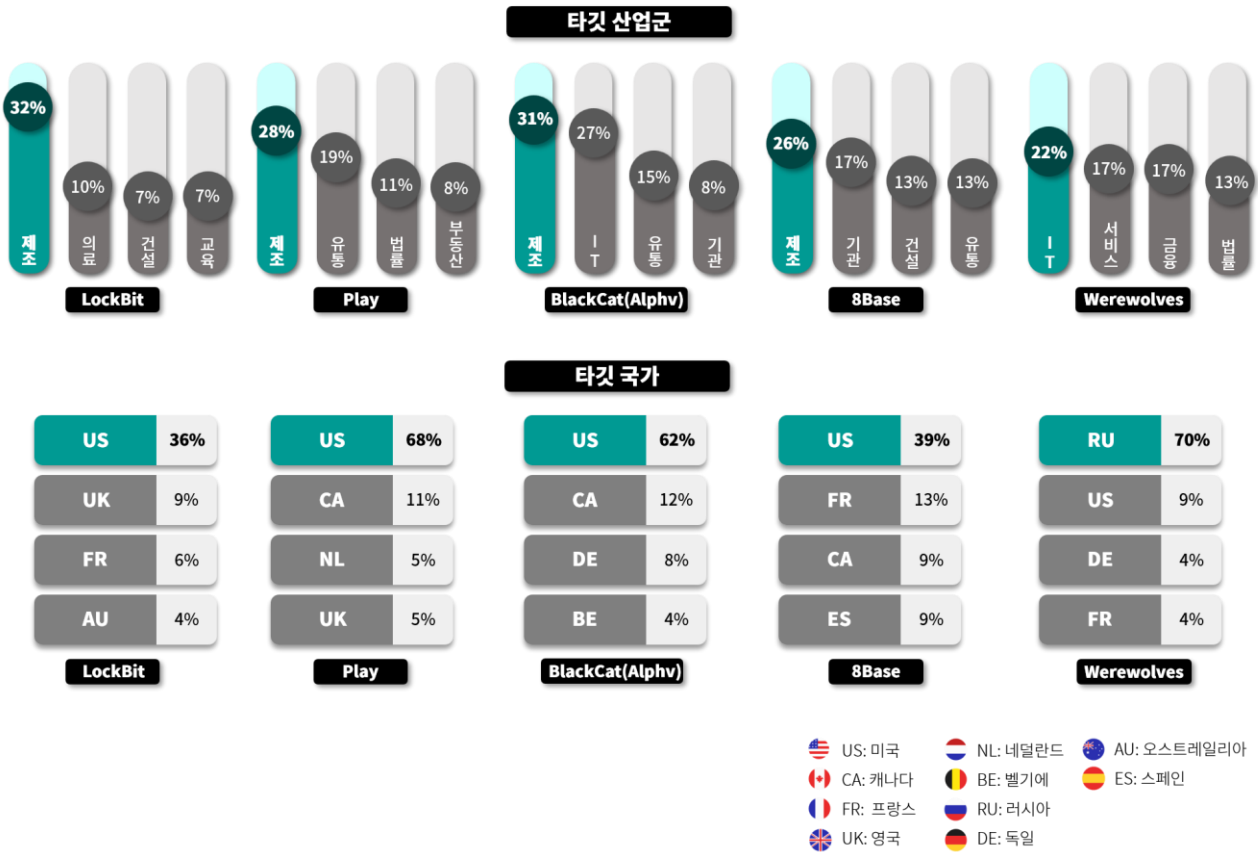 타깃 산업군
32% 10% 7% 7%
제조 의료 건설 교육
LockBit
28% 19% 11% 8%
제조 유통 법률 부동산
Play
31% 27% 15% 8%
제조 IT 유통 기관
BlackCat(Alphv)
26% 17% 13% 13%
제조 기관 건설 유통
8Base
22% 17% 17% 13%
IT 서비스 금융 법률
Werewolves
타깃 국가
US 36%
UK 9%
FR 6%
AU 4%
LockBit
US 68%
CA 11%
NL 5%
UK 5%
Play
US 62%
CA 12%
DE 8%
BE 4%
BlackCat(Alphv)
US 39%
FR 13%
CA 9%
ES 9%
8Base
RU 70%
US 9%
DE 4%
FR 4%
Werewolves
US: 미국
CA: 캐나다
FR: 프랑스
UK: 영국
NL: 네덜란드
BE: 벨기에
RU: 러시아
DE: 독일
AU: 오스트레일리아
ES: 스페인